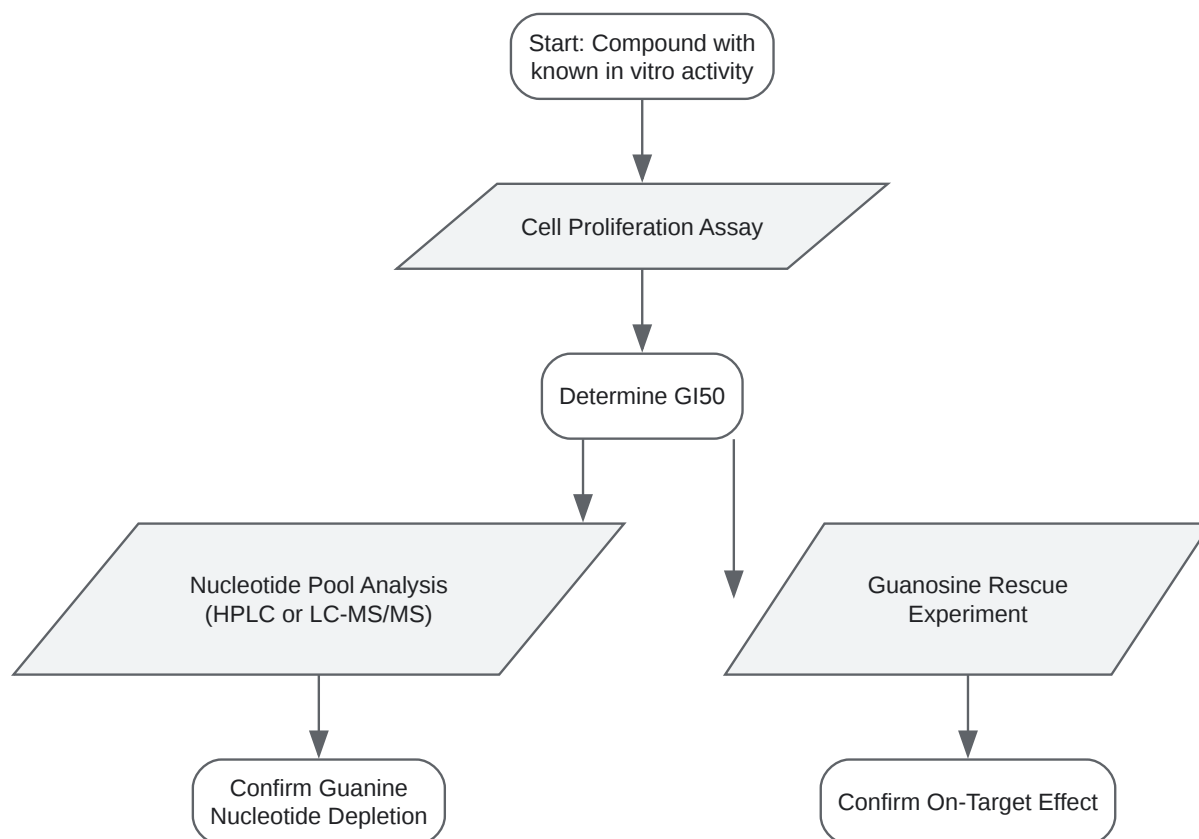 Start: Compound with
known in vitro activity
Cell Proliferation Assay
Determine GI50
Nucleotide Pool Analysis
(HPLC or LC-MS/MS)
Guanosine Rescue
Experiment
Confirm Guanine
Nucleotide Depletion
Confirm On-Target Effect